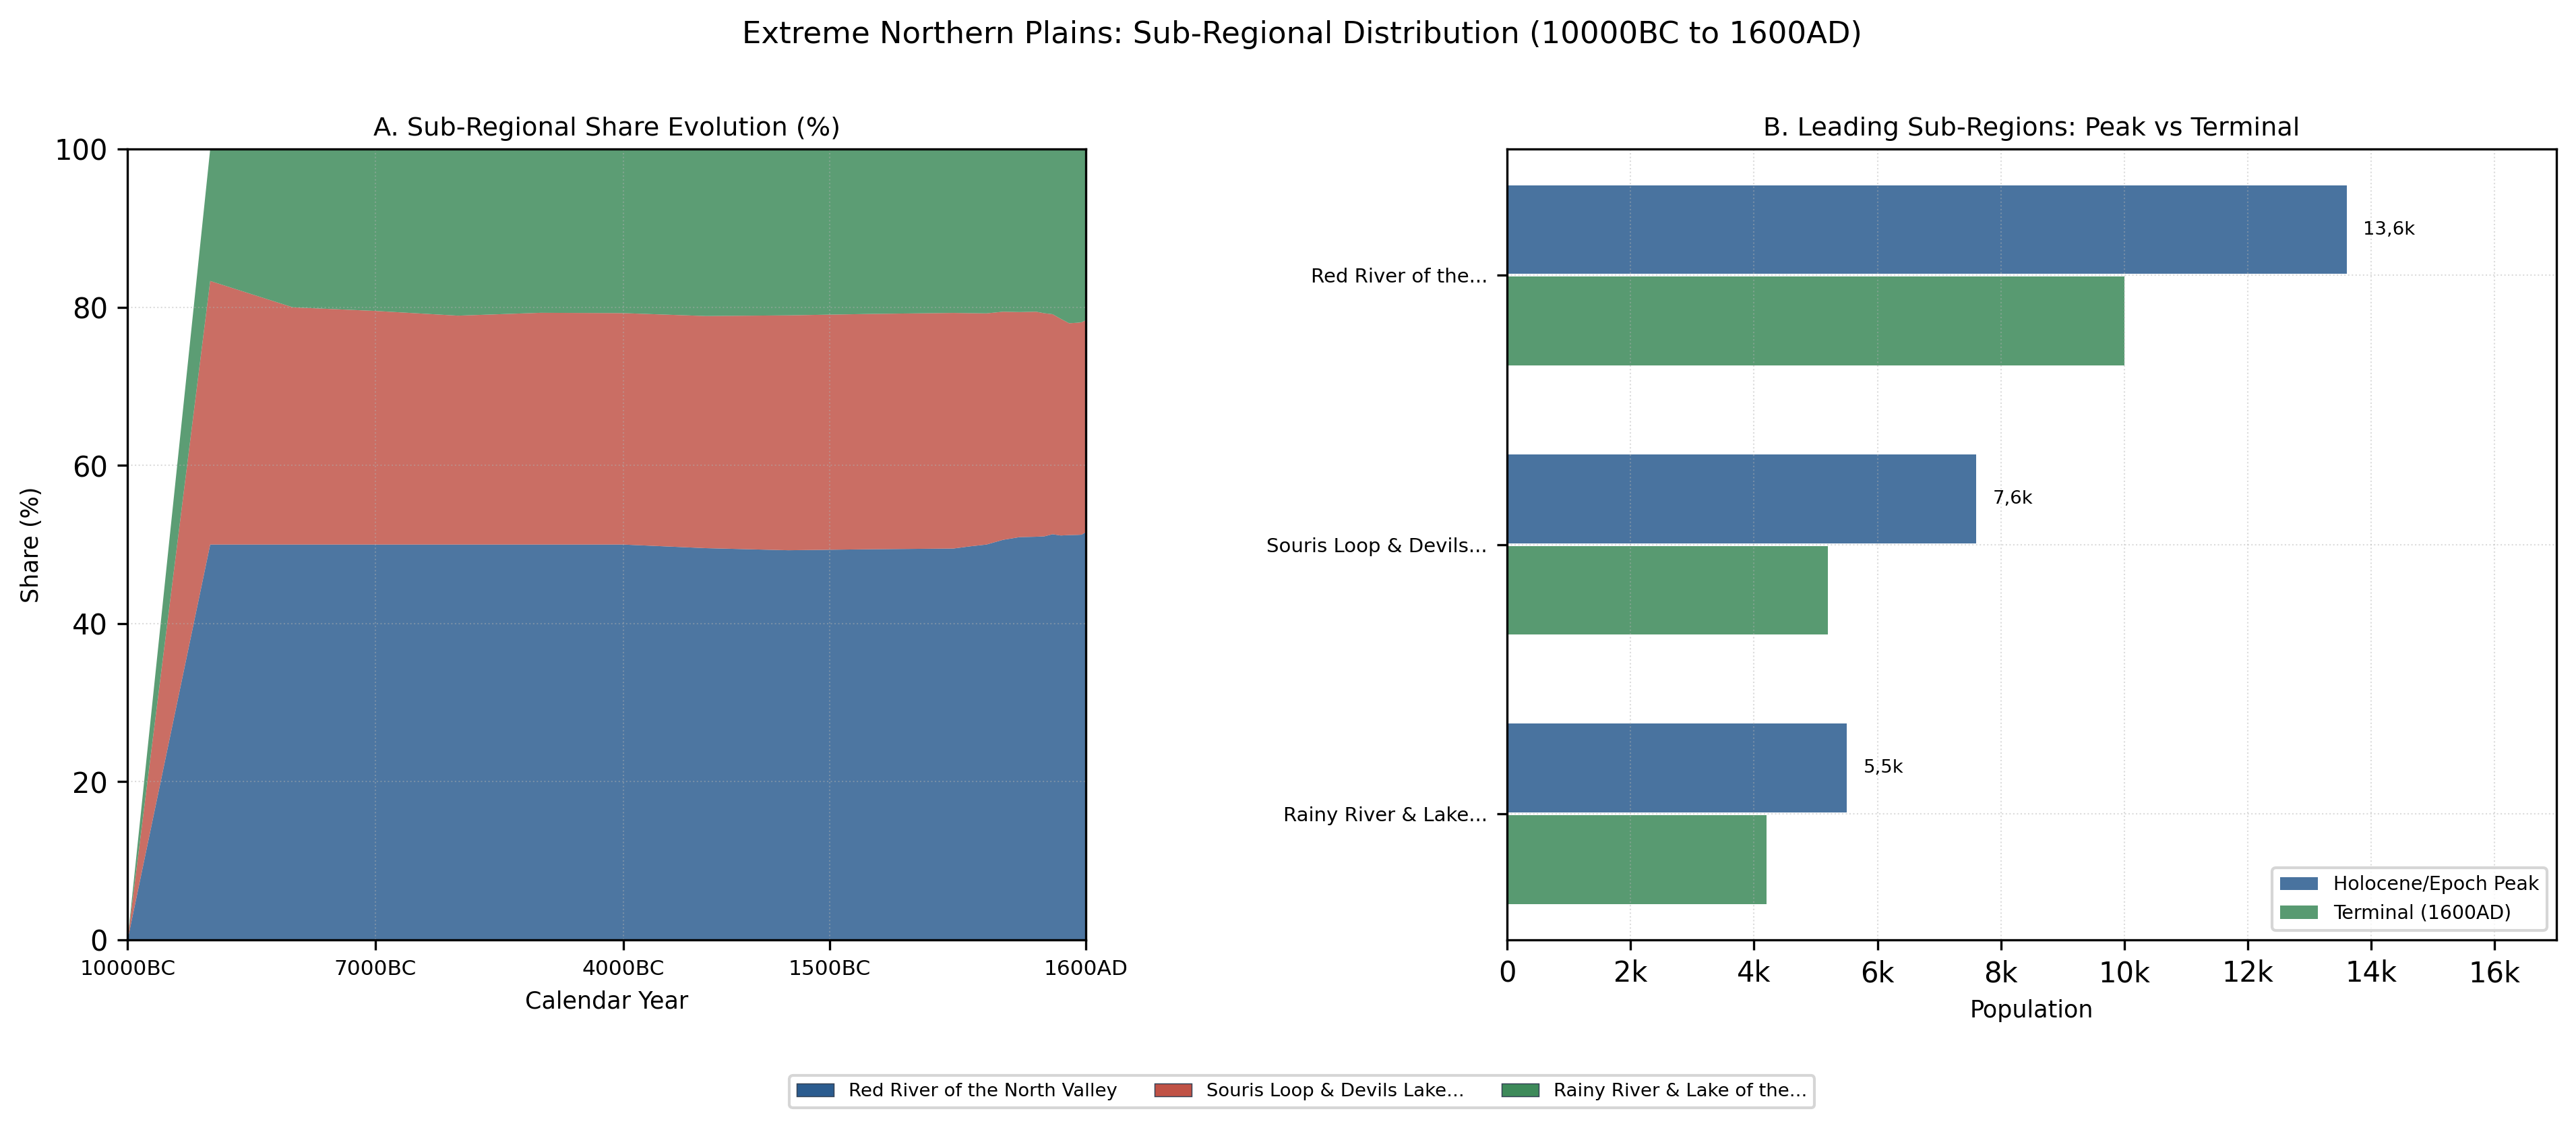 Extreme Northern Plains: Sub-Regional Distribution (10000BC to 1600AD)
A. Sub-Regional Share Evolution (%)
100
80
60
40
20
0
Share (%)
10000BC
7000BC
4000BC
1500BC
1600AD
Calendar Year
B. Leading Sub-Regions: Peak vs Terminal
Red River of the...
13,6k
Souris Loop & Devils...
7,6k
Rainy River & Lake...
5,5k
Holocene/Epoch Peak
Terminal (1600AD)
0
2k
4k
6k
8k
10k
12k
14k
16k
Population
Red River of the North Valley
Souris Loop & Devils Lake...
Rainy River & Lake of the...